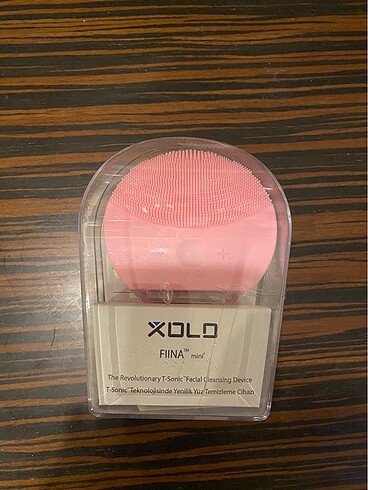 XOLO
FIINA™ mini
The Revolutionary T-Sonic™ Facial Cleansing Device
T-Sonic™ Teknolojisinde Yenilik Yüz Temizleme Cihazı